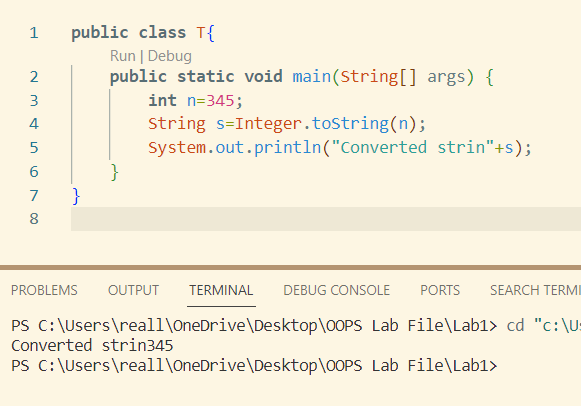 1 public class T{
Run | Debug
2 public static void main(String[] args) {
3 int n=345;
4 String s=Integer.toString(n);
5 System.out.println("Converted strin"+s);
6 }
7 }
8
PROBLEMS OUTPUT TERMINAL DEBUG CONSOLE PORTS SEARCH TERMI
PS C:\Users\reall\OneDrive\Desktop\OOPS Lab File\Lab1> cd "c:\Us
Converted strin345
PS C:\Users\reall\OneDrive\Desktop\OOPS Lab File\Lab1>